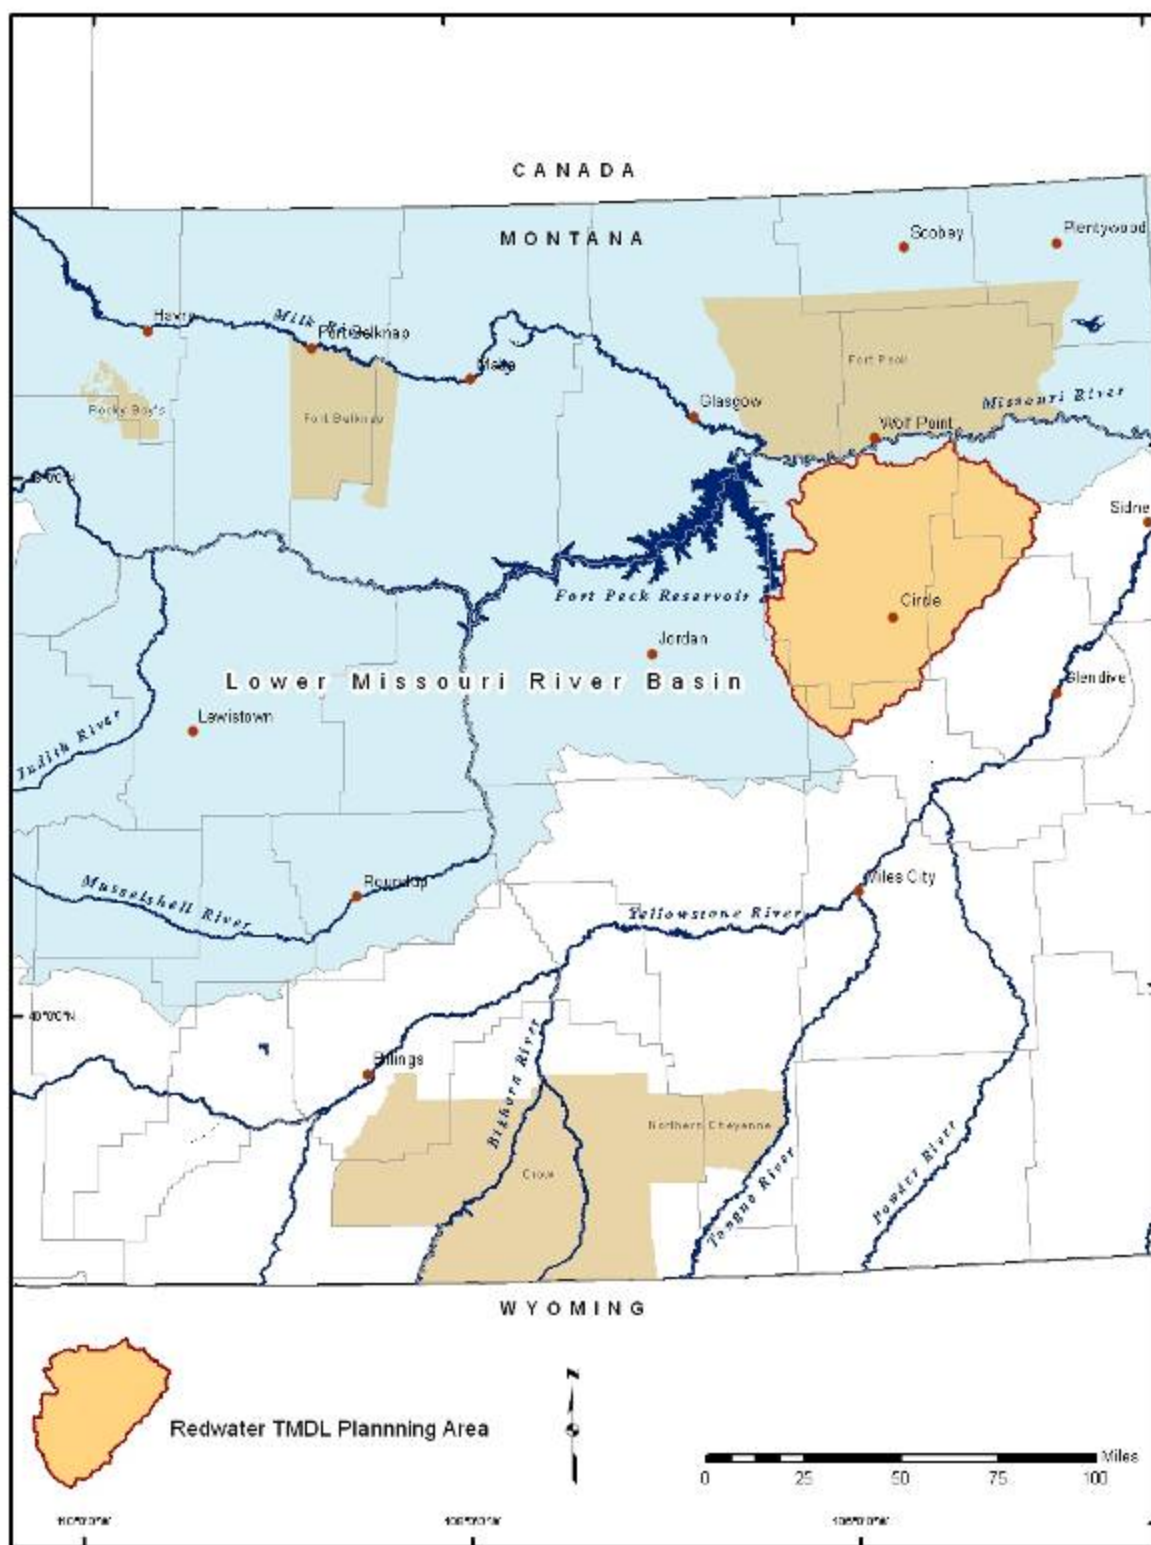 CANADA
MONTANA
Scobey
Plentywood
Havre
Milk Ri
Fort Belknap
Malta
Fort Peck
Rocky Boy's
Fort Belknap
Glasgow
Missouri River
Wolf Point
Sidne
Fort Peck Reservoir
Circle
Jordan
Lower Missouri River Basin
Glendive
Lewistown
Judith River
Roundup
Miles City
Musselshell River
Yellowstone River
Billings
Bighorn River
Northern Cheyenne
Crow
Tongue River
Powder River
WYOMING
N
Redwater TMDL Plannning Area
Miles
0 25 50 75 100